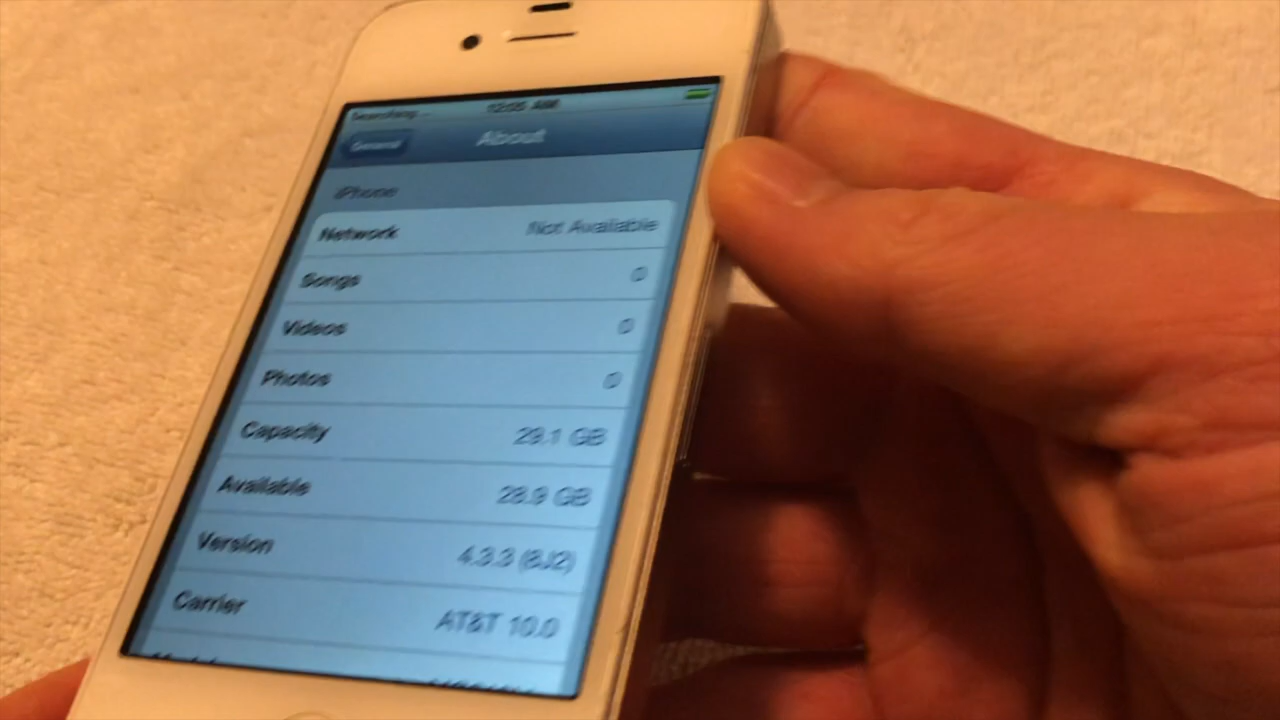 Searching... 12:05 AM
General About
iPhone
Network Not Available
Songs 0
Videos 0
Photos 0
Capacity 29.1 GB
Available 28.9 GB
Version 4.3.3 (8J2)
Carrier AT&T 10.0